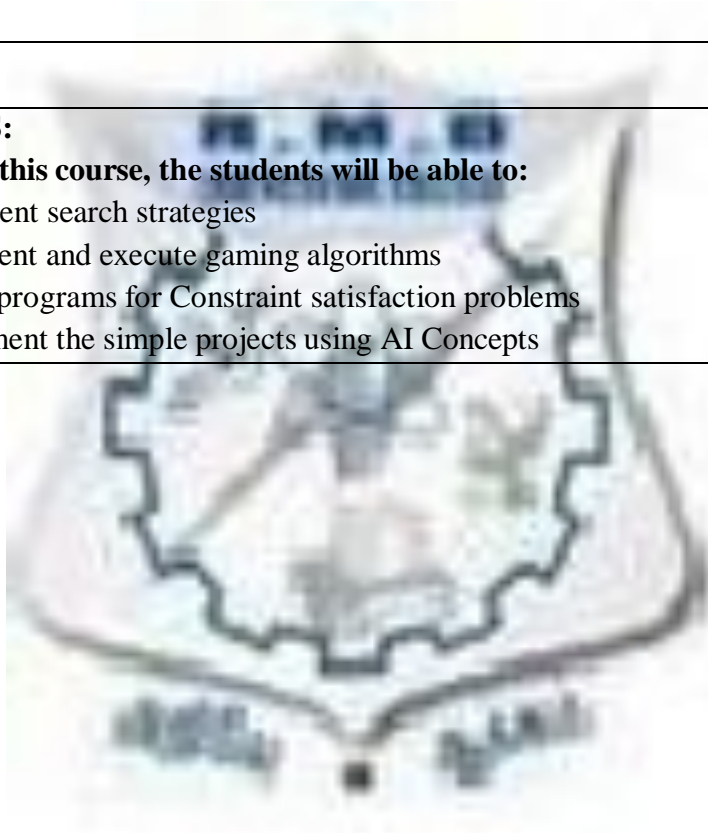 R.M.D
:
this course, the students will be able to:
ent search strategies
ent and execute gaming algorithms
programs for Constraint satisfaction problems
ent the simple projects using AI Concepts